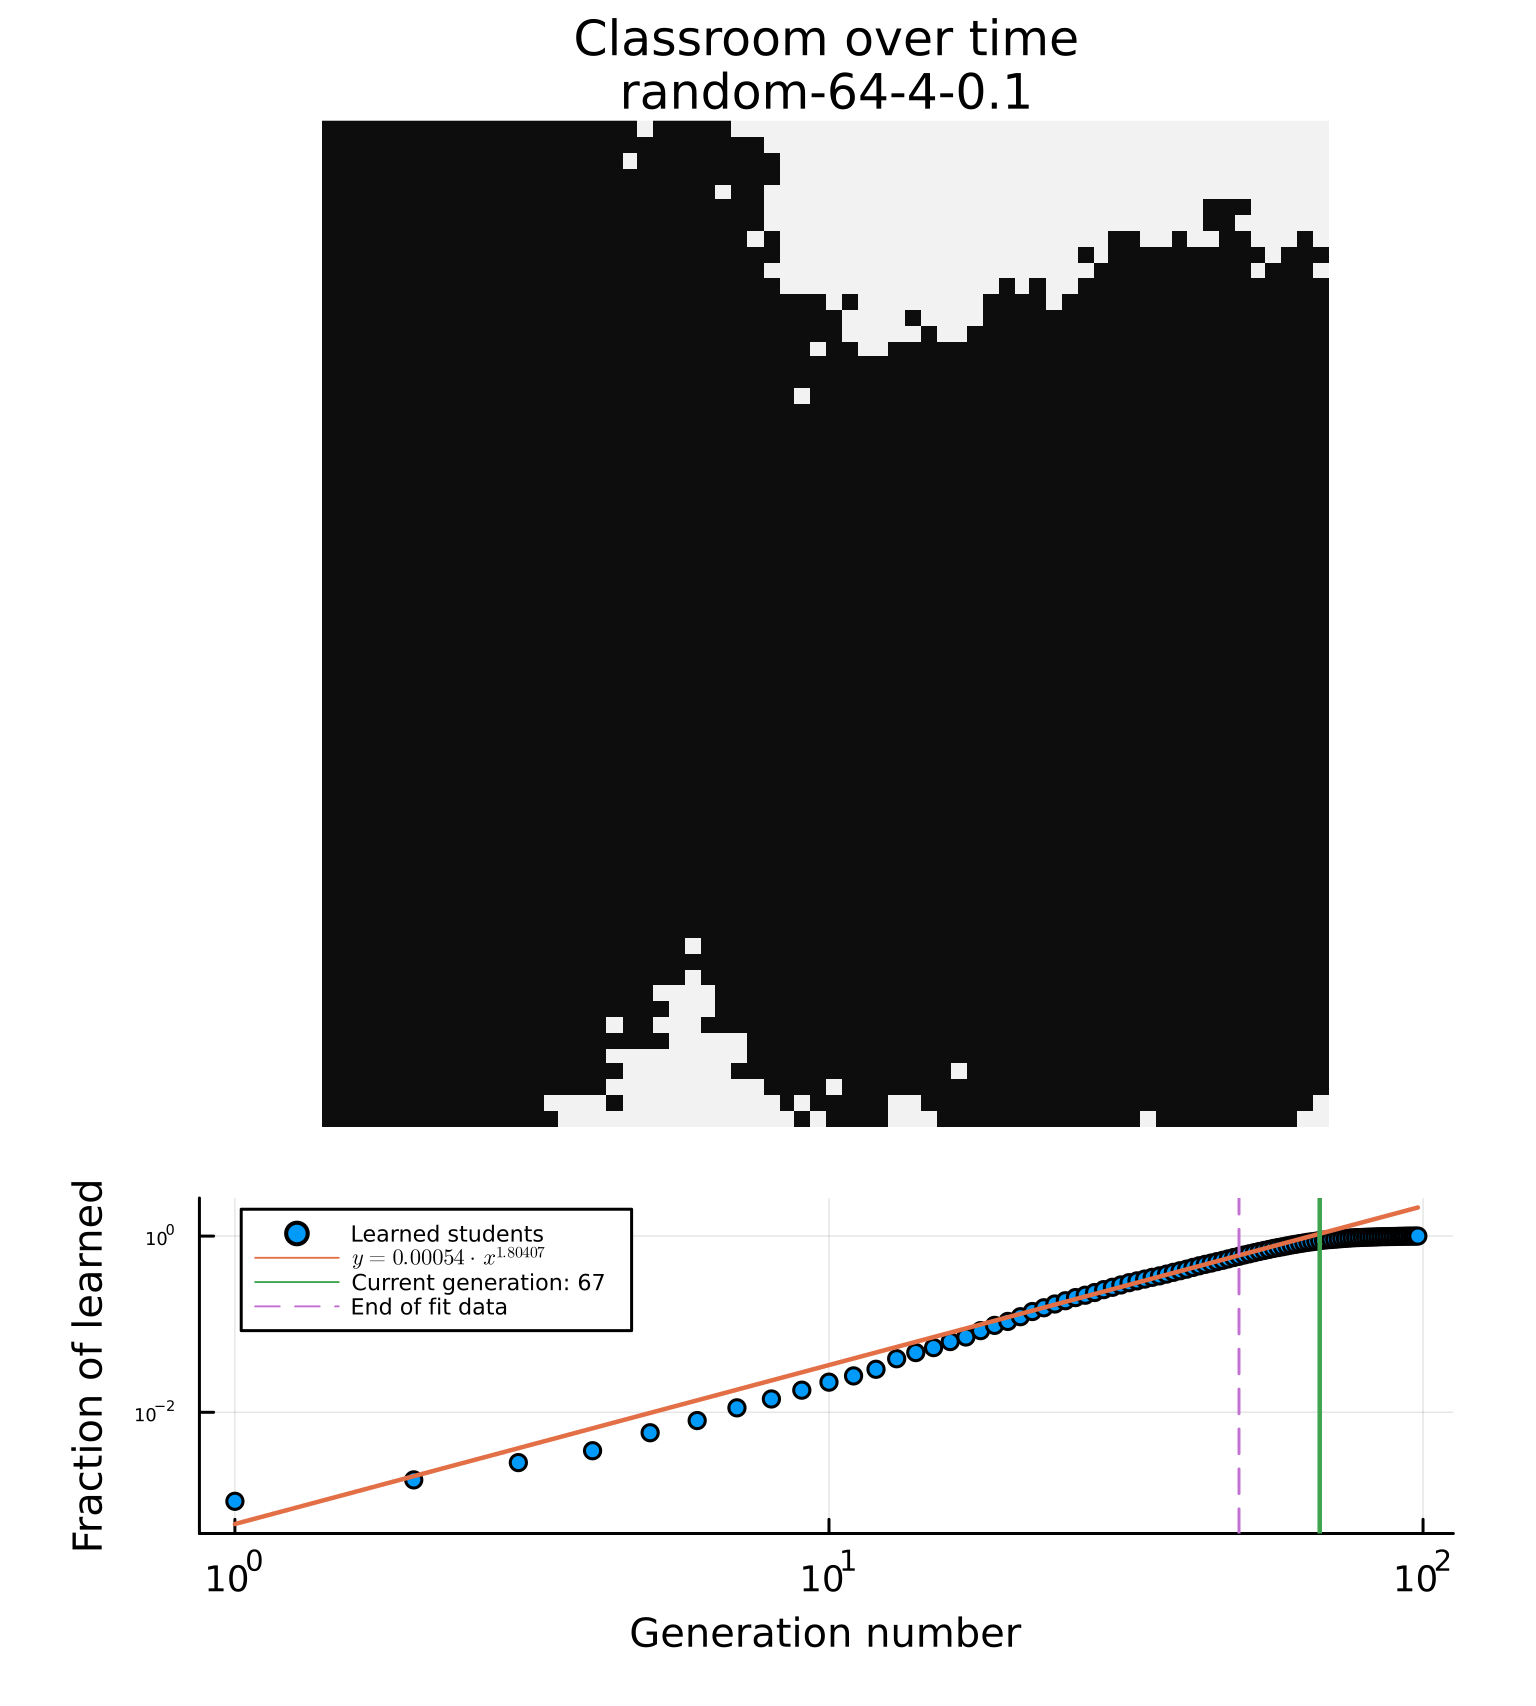 Classroom over time
random-64-4-0.1
Fraction of learned
10⁰
10⁻²
Learned students
y = 0.00054 · x^1.80407
Current generation: 67
End of fit data
10⁰ 10¹ 10²
Generation number